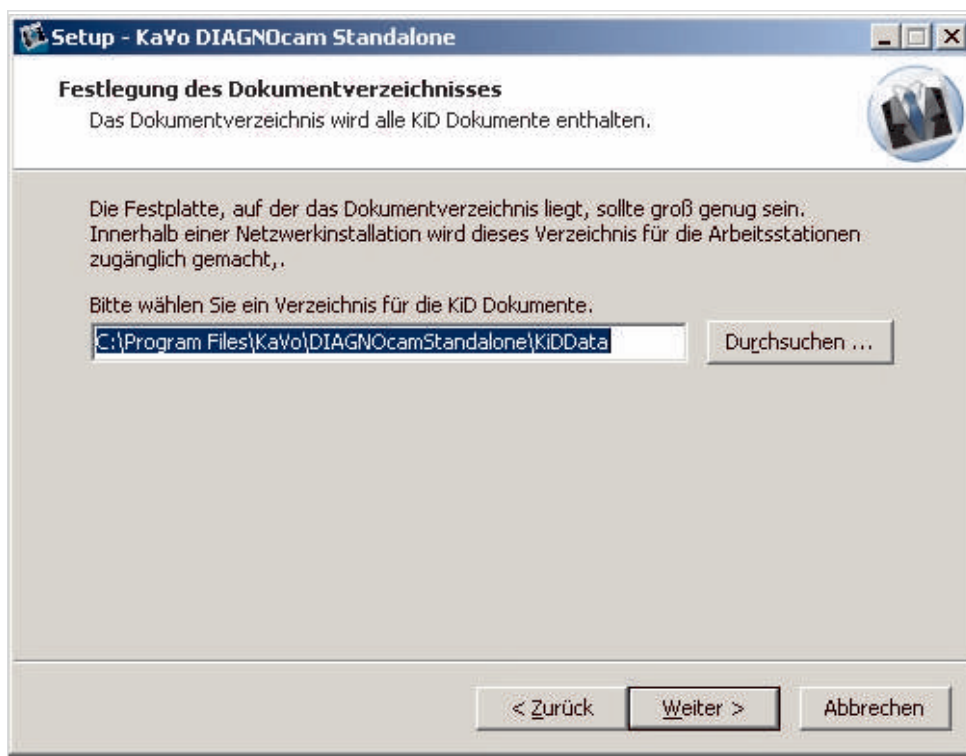 Setup - KaVo DIAGNOcam Standalone
Festlegung des Dokumentverzeichnisses
Das Dokumentverzeichnis wird alle KiD Dokumente enthalten.
Die Festplatte, auf der das Dokumentverzeichnis liegt, sollte groß genug sein.
Innerhalb einer Netzwerkinstallation wird dieses Verzeichnis für die Arbeitsstationen
zugänglich gemacht,.
Bitte wählen Sie ein Verzeichnis für die KiD Dokumente.
C:\Program Files\KaVo\DIAGNOcamStandalone\KiDData
Durchsuchen ...
< Zurück
Weiter >
Abbrechen